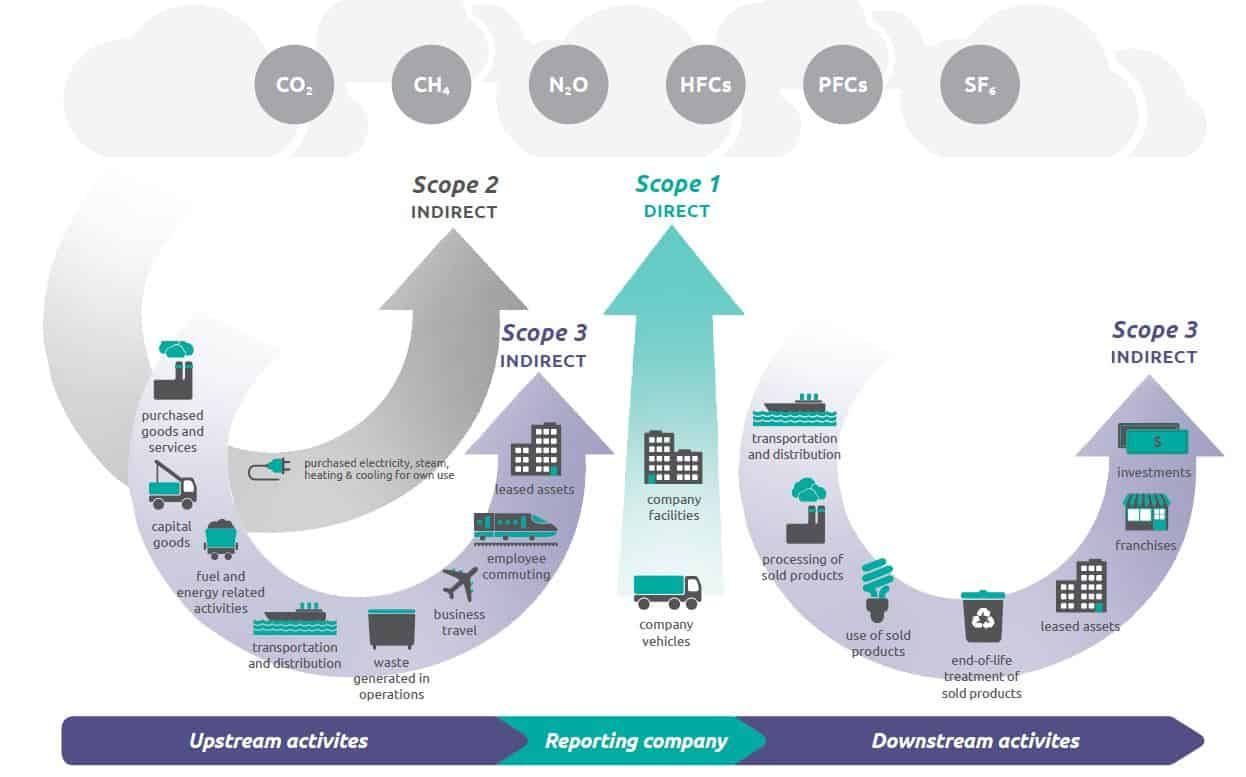 CO₂
CH₄
N₂O
HFCs
PFCs
SF₆
Scope 2
INDIRECT
Scope 1
DIRECT
Scope 3
INDIRECT
Scope 3
INDIRECT
purchased
goods and
services
capital
goods
fuel and
energy related
activities
transportation
and distribution
waste
generated in
operations
business
travel
employee
commuting
leased assets
purchased electricity, steam,
heating & cooling for own use
company
facilities
company
vehicles
transportation
and distribution
processing of
sold products
use of sold
products
end-of-life
treatment of
sold products
leased assets
franchises
investments
$
Upstream activites
Reporting company
Downstream activites